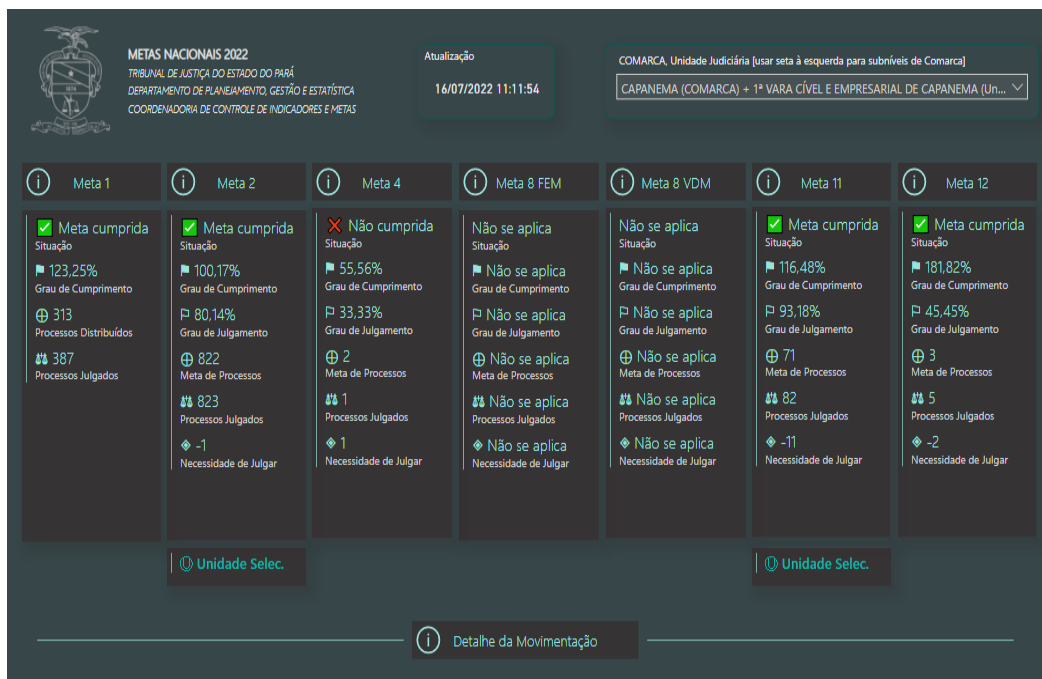 METAS NACIONAIS 2022
TRIBUNAL DE JUSTIÇA DO ESTADO DO PARÁ
DEPARTAMENTO DE PLANEJAMENTO, GESTÃO E ESTATÍSTICA
COORDENADORIA DE CONTROLE DE INDICADORES E METAS
Atualização
16/07/2022 11:11:54
COMARCA, Unidade Judiciária [usar seta à esquerda para subníveis de Comarca]
CAPANEMA (COMARCA) + 1ª VARA CÍVEL E EMPRESARIAL DE CAPANEMA (Un...
Meta 1
Meta cumprida
Situação
123,25%
Grau de Cumprimento
313
Processos Distribuídos
387
Processos Julgados
Meta 2
Meta cumprida
Situação
100,17%
Grau de Cumprimento
80,14%
Grau de Julgamento
822
Meta de Processos
823
Processos Julgados
-1
Necessidade de Julgar
Unidade Selec.
Meta 4
Não cumprida
Situação
55,56%
Grau de Cumprimento
33,33%
Grau de Julgamento
2
Meta de Processos
1
Processos Julgados
1
Necessidade de Julgar
Meta 8 FEM
Não se aplica
Situação
Não se aplica
Grau de Cumprimento
Não se aplica
Grau de Julgamento
Não se aplica
Meta de Processos
Não se aplica
Processos Julgados
Não se aplica
Necessidade de Julgar
Meta 8 VDM
Não se aplica
Situação
Não se aplica
Grau de Cumprimento
Não se aplica
Grau de Julgamento
Não se aplica
Meta de Processos
Não se aplica
Processos Julgados
Não se aplica
Necessidade de Julgar
Meta 11
Meta cumprida
Situação
116,48%
Grau de Cumprimento
93,18%
Grau de Julgamento
71
Meta de Processos
82
Processos Julgados
-11
Necessidade de Julgar
Unidade Selec.
Meta 12
Meta cumprida
Situação
181,82%
Grau de Cumprimento
45,45%
Grau de Julgamento
3
Meta de Processos
5
Processos Julgados
-2
Necessidade de Julgar
Detalhe da Movimentação